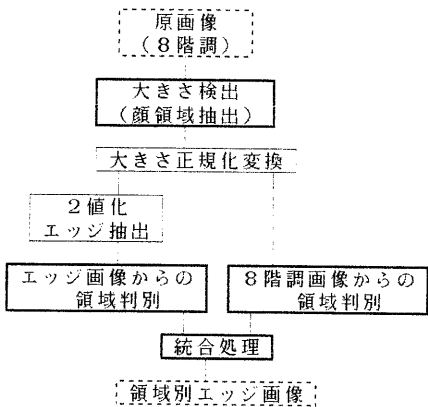 原画像
(8階調)
大きさ検出
(顔領域抽出)
大きさ正規化変換
2値化
エッジ抽出
エッジ画像からの
領域判別
8階調画像からの
領域判別
統合処理
領域別エッジ画像